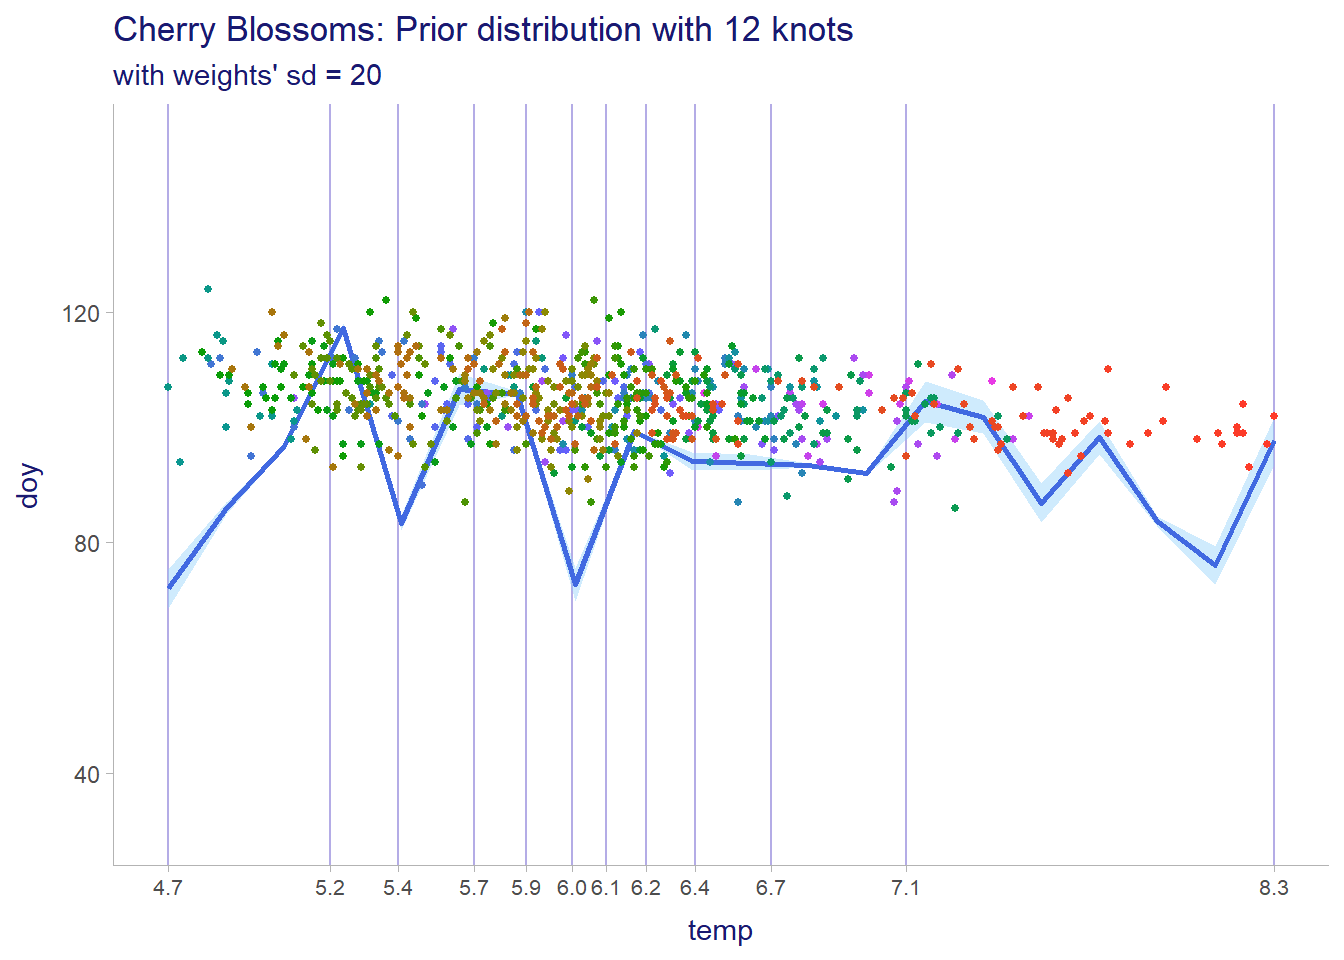 Cherry Blossoms: Prior distribution with 12 knots
with weights' sd = 20
doy
120
80
40
4.7 5.2 5.4 5.7 5.9 6.0 6.1 6.2 6.4 6.7 7.1 8.3
temp